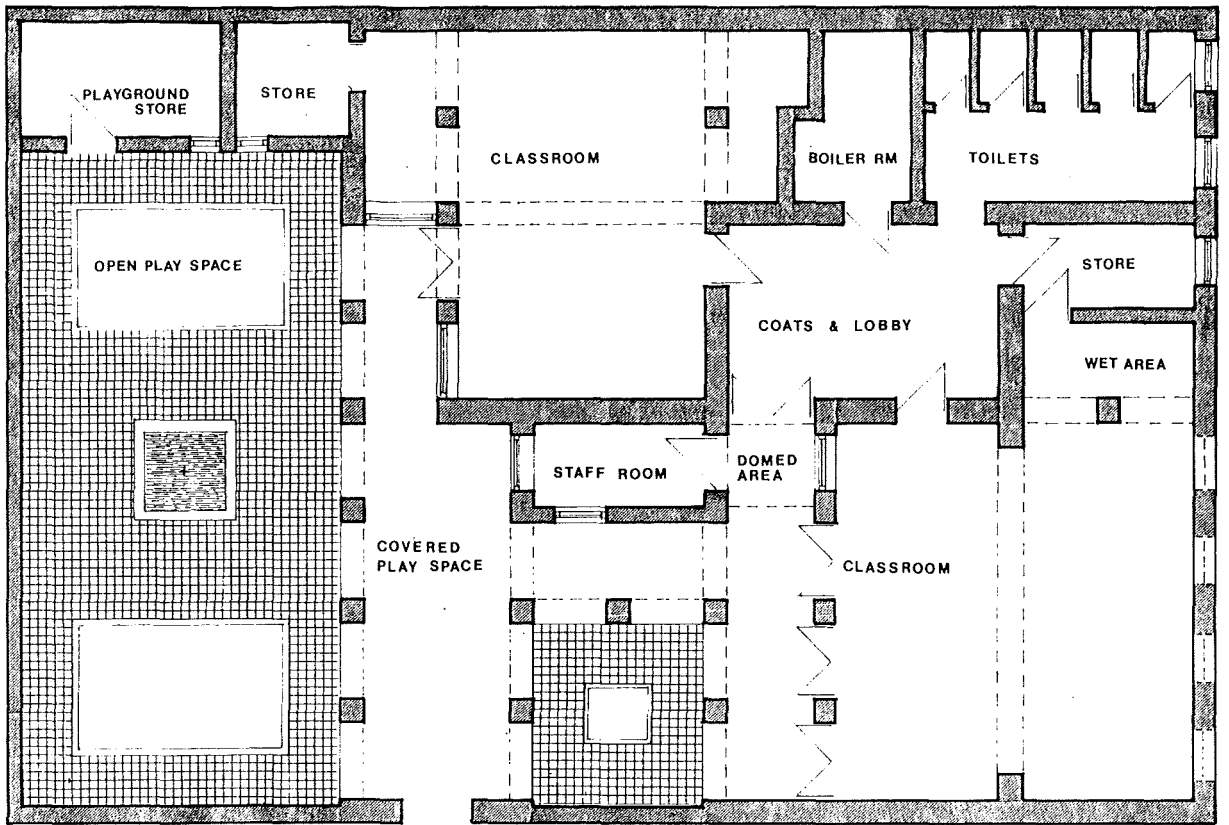 PLAYGROUND
STORE
STORE
CLASSROOM
BOILER RM
TOILETS
OPEN PLAY SPACE
STORE
COATS & LOBBY
WET AREA
STAFF ROOM
DOMED
AREA
COVERED
PLAY SPACE
CLASSROOM